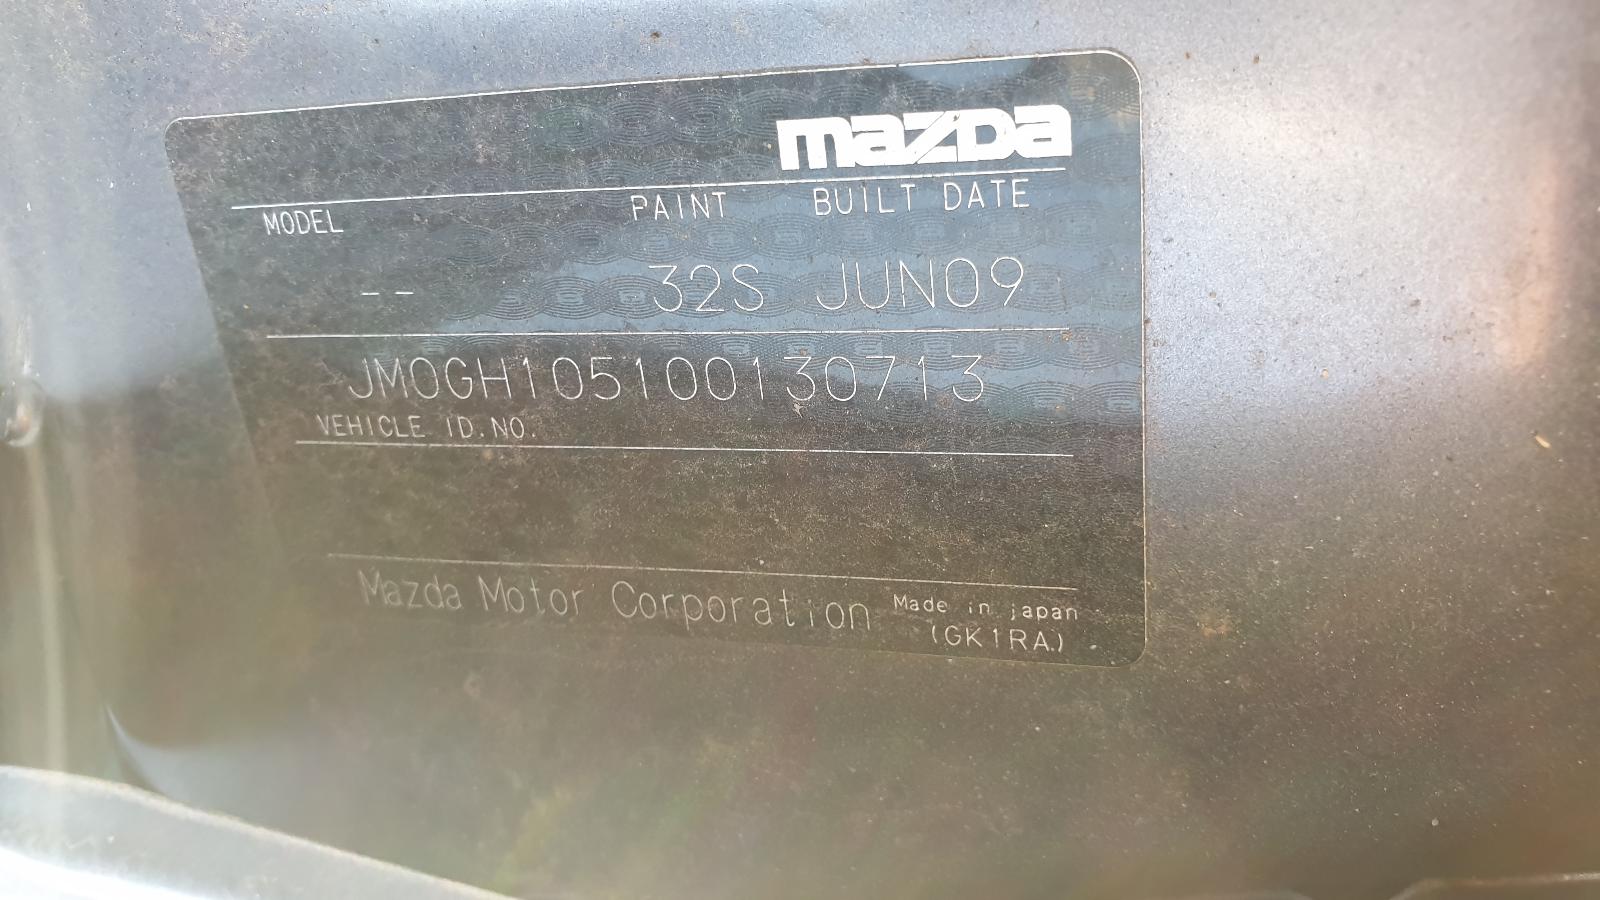 mazda
MODEL PAINT BUILT DATE
-- 32S JUN09
JM0GH105100130713
VEHICLE ID.NO.
Mazda Motor Corporation Made in japan
(GK1RA.)